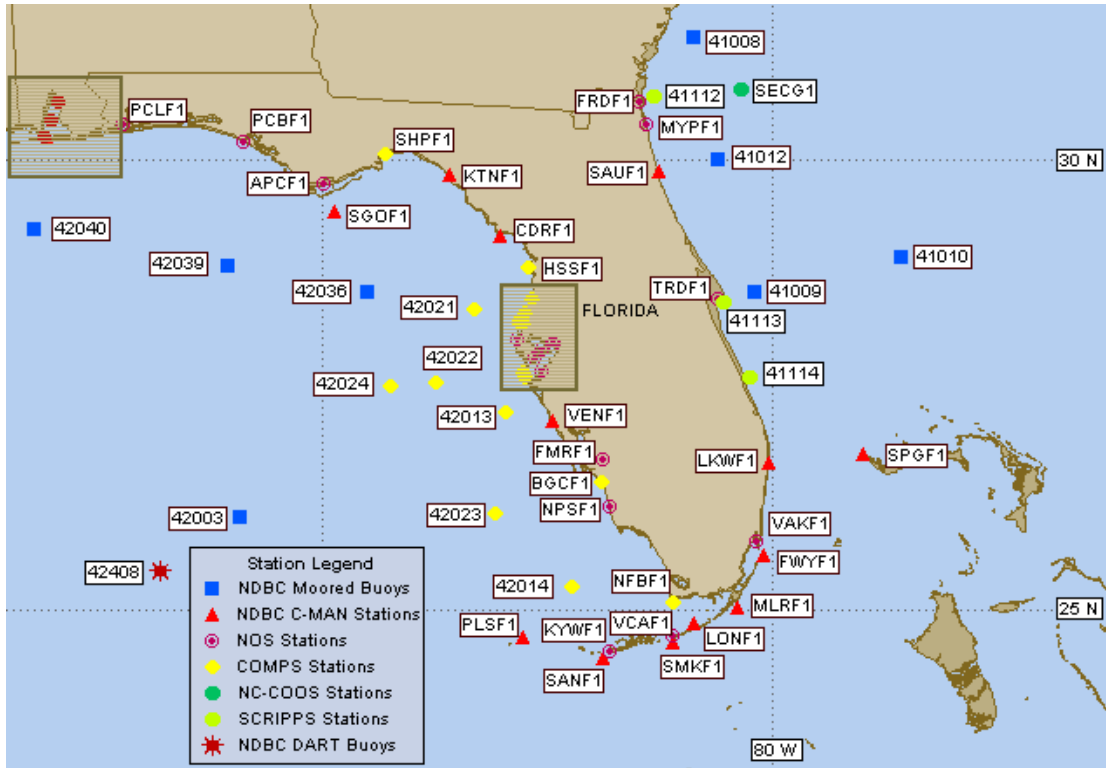 41008
PCLF1
PCBF1
FRDF1
41112
SECG1
SHPF1
MYPF1
41012
30 N
APCF1
KTNF1
SAUF1
SGOF1
42040
CDRF1
42039
HSSF1
41010
42036
42021
TRDF1
41009
FLORIDA
41113
42022
42024
41114
42013
VENF1
FMRF1
LKWF1
SPGF1
BGCF1
NPSF1
42003
42023
VAKF1
42408
FWYF1
Station Legend
NDBC Moored Buoys
NDBC C-MAN Stations
NOS Stations
COMPS Stations
NC-COOS Stations
SCRIPPS Stations
NDBC DART Buoys
42014
NFBF1
MLRF1
25 N
PLSF1
KYWF1
VCAF1
LONF1
SANF1
SMKF1
80 W